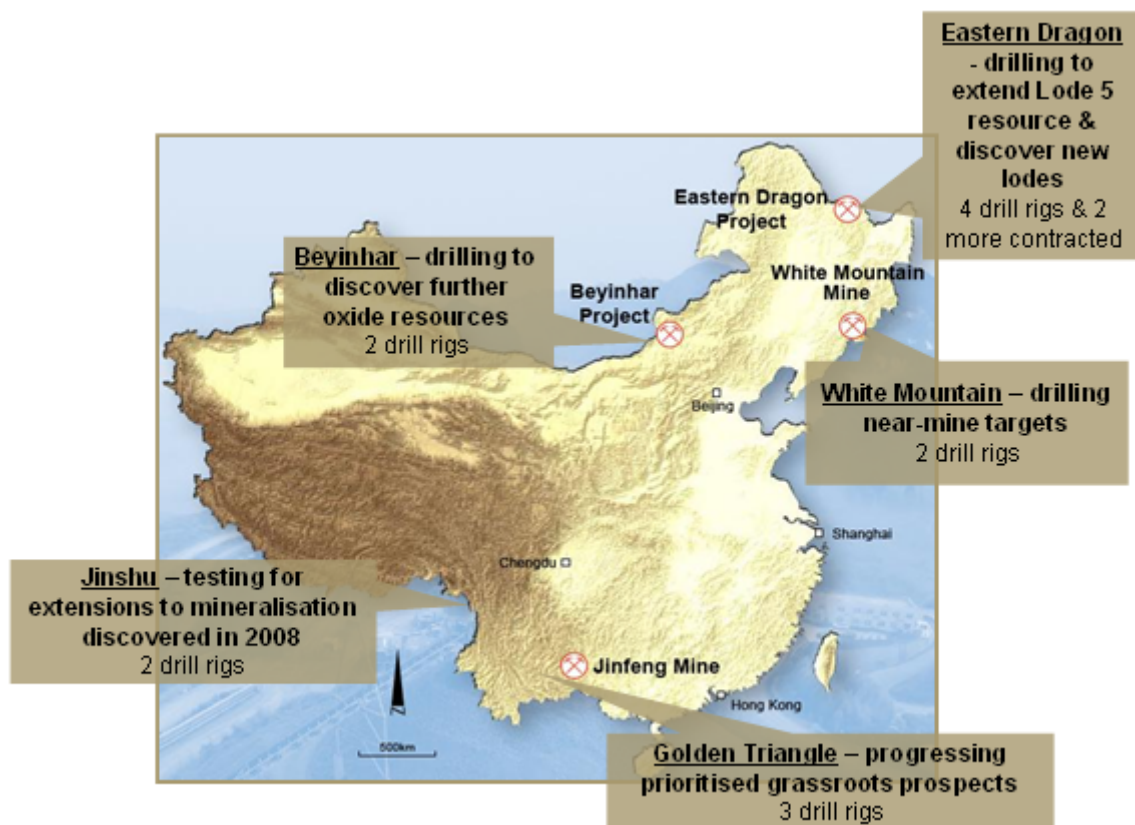 Eastern Dragon
- drilling to
extend Lode 5
resource &
discover new
lodes
4 drill rigs & 2
more contracted
Eastern Dragon
Project
Beyinhar – drilling to
discover further
oxide resources
2 drill rigs
Beyinhar
Project
White Mountain
Mine
Beijing
White Mountain – drilling
near-mine targets
2 drill rigs
Shanghai
Chengdu
Jinshu – testing for
extensions to mineralisation
discovered in 2008
2 drill rigs
Jinfeng Mine
Hong Kong
N
500km
Golden Triangle – progressing
prioritised grassroots prospects
3 drill rigs